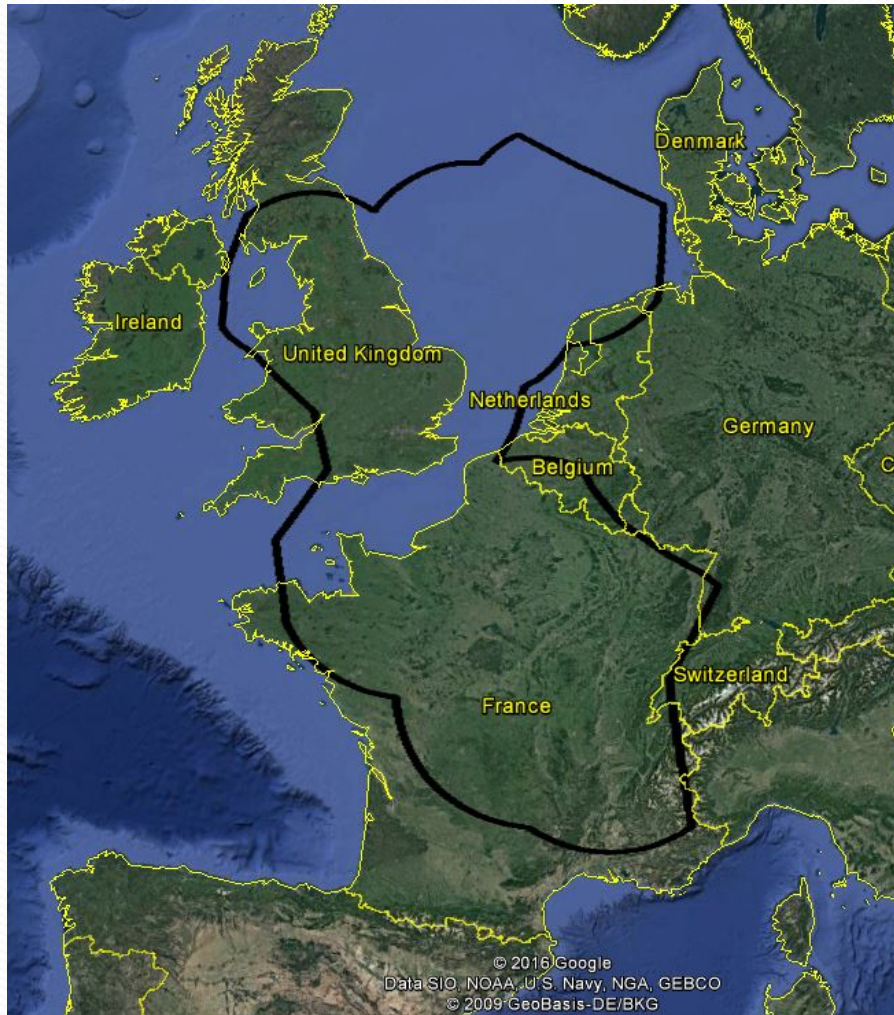 Denmark
Ireland
United Kingdom
Netherlands
Germany
Belgium
C
Switzerland
France
© 2016 Google
Data SIO, NOAA, U.S. Navy, NGA, GEBCO
© 2009 GeoBasis-DE/BKG